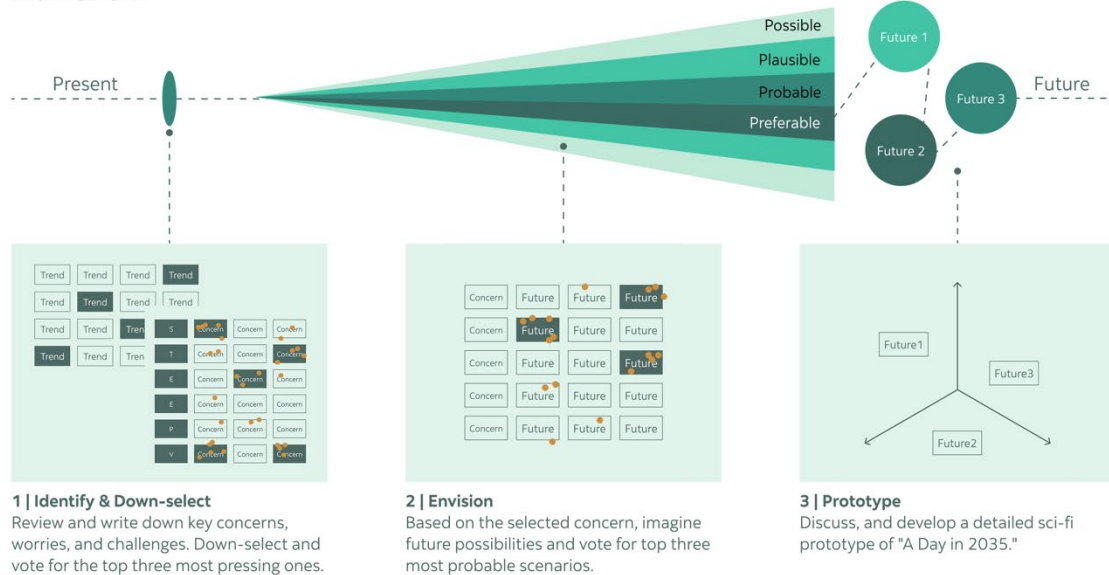 Present
Possible
Plausible
Probable
Preferable
Future 1
Future 2
Future 3
Future
Trend Trend Trend Trend
Trend Trend Trend Trend
Trend Trend Tren
Trend Trend Tren
S Concern Concern Concern
T Concern Concern Concern
E Concern Concern Concern
E Concern Concern Concern
P Concern Concern Concern
V Concern Concern Concern
Concern Future Future Future
Concern Future Future Future
Concern Future Future Future
Concern Future Future Future
Concern Future Future Future
Future1
Future3
Future2
1 | Identify & Down-select
Review and write down key concerns,
worries, and challenges. Down-select and
vote for the top three most pressing ones.
2 | Envision
Based on the selected concern, imagine
future possibilities and vote for top three
most probable scenarios.
3 | Prototype
Discuss, and develop a detailed sci-fi
prototype of "A Day in 2035."